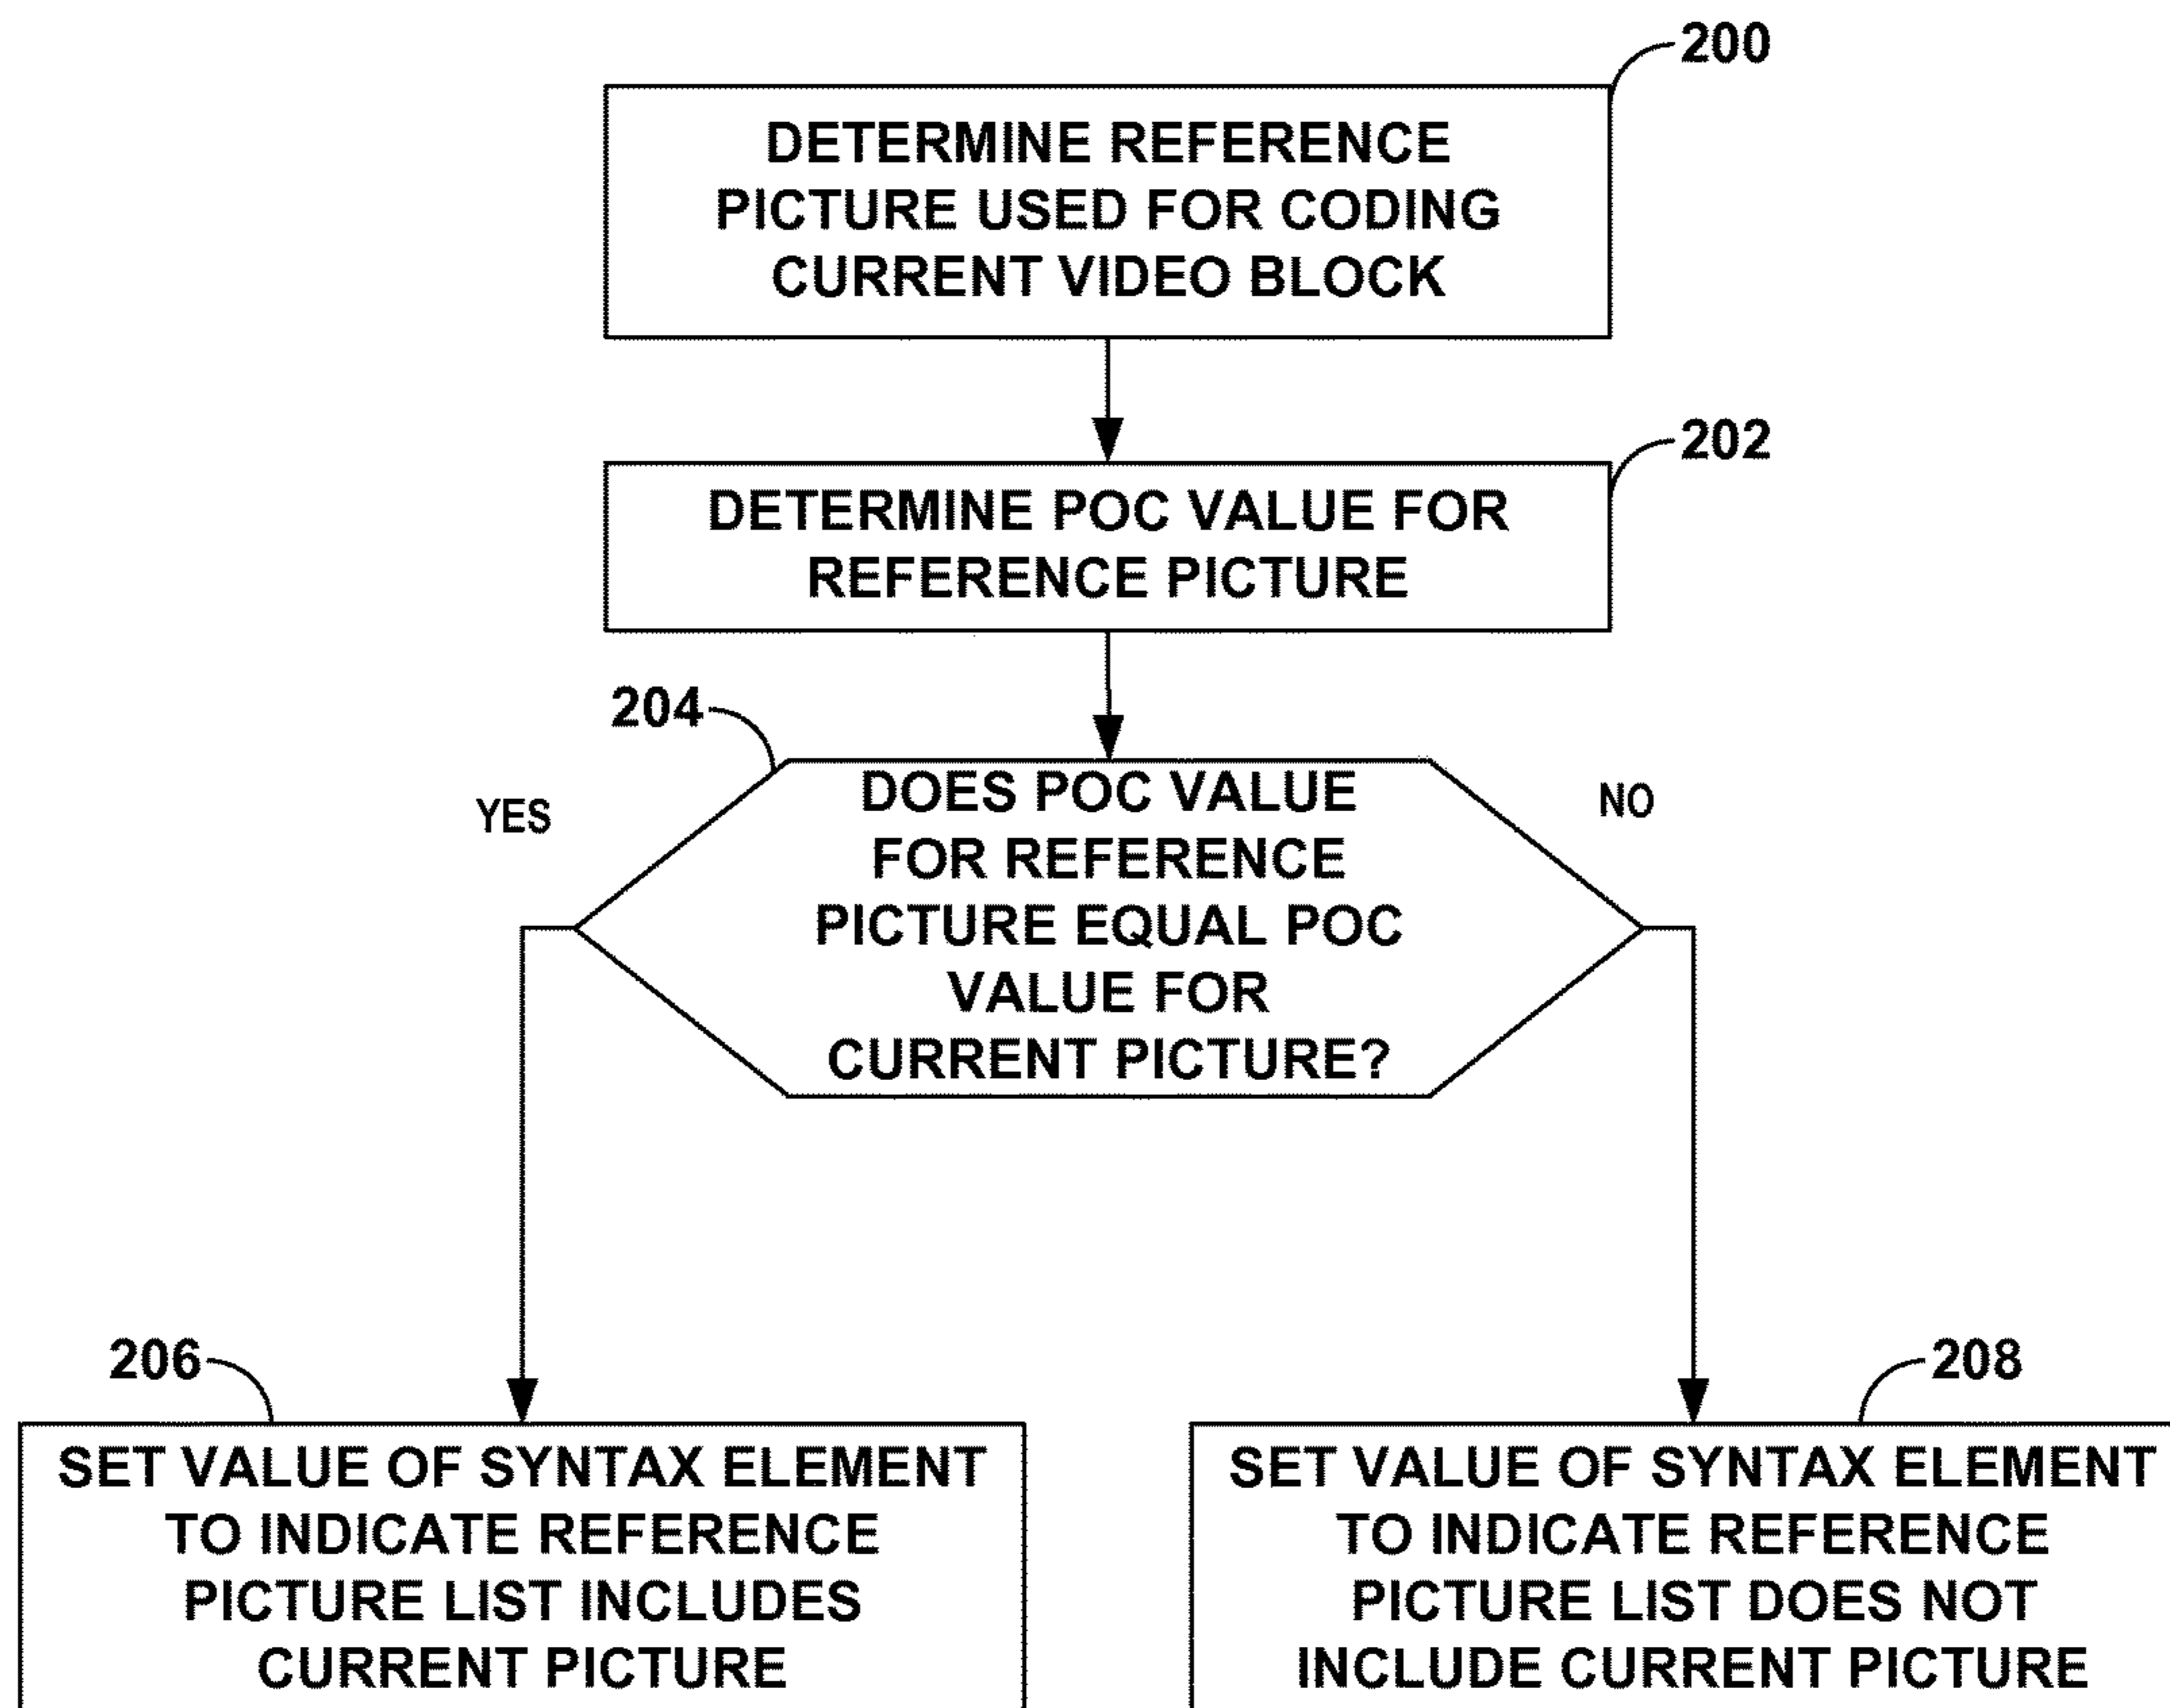 200
DETERMINE REFERENCE
PICTURE USED FOR CODING
CURRENT VIDEO BLOCK
202
DETERMINE POC VALUE FOR
REFERENCE PICTURE
204
YES
NO
DOES POC VALUE
FOR REFERENCE
PICTURE EQUAL POC
VALUE FOR
CURRENT PICTURE?
206
SET VALUE OF SYNTAX ELEMENT
TO INDICATE REFERENCE
PICTURE LIST INCLUDES
CURRENT PICTURE
208
SET VALUE OF SYNTAX ELEMENT
TO INDICATE REFERENCE
PICTURE LIST DOES NOT
INCLUDE CURRENT PICTURE